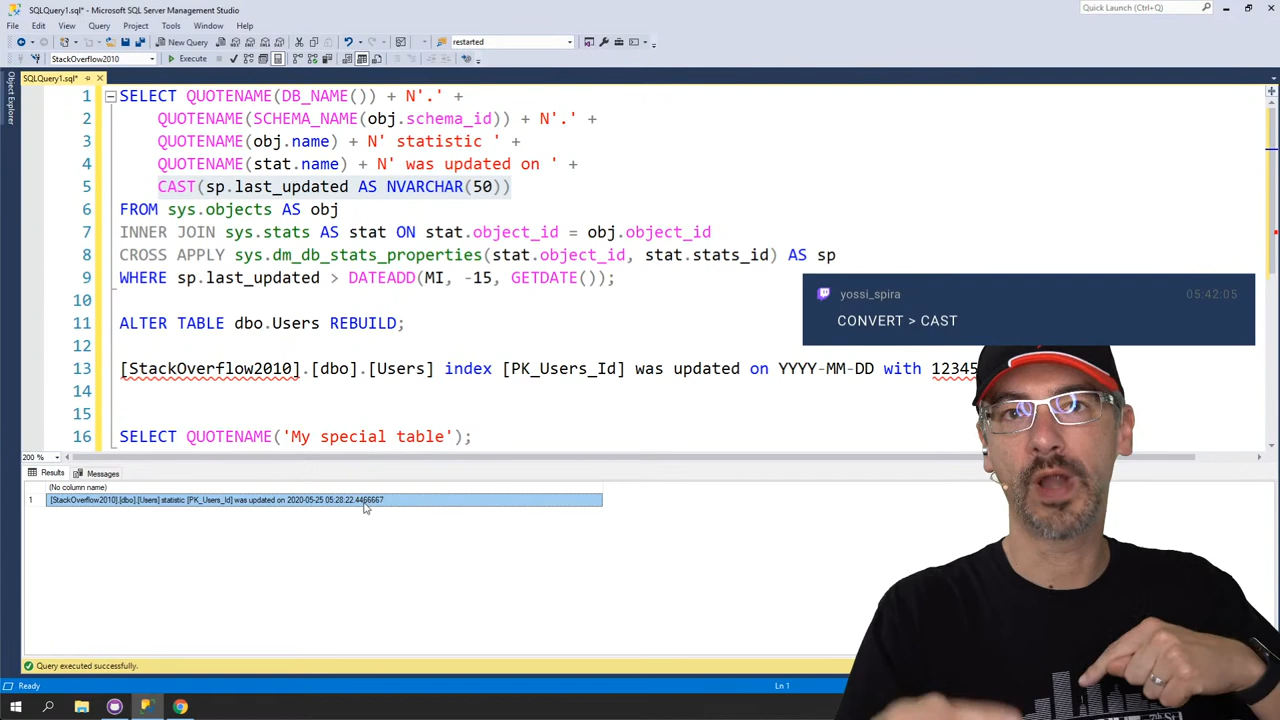 SQLQuery1.sql* - Microsoft SQL Server Management Studio
Quick Launch (Ctrl+Q)
File Edit View Query Project Tools Window Help
New Query
restarted
StackOverflow2010
Execute
Object Explorer
SQLQuery1.sql*
1 SELECT QUOTENAME(DB_NAME()) + N'.' +
2 QUOTENAME(SCHEMA_NAME(obj.schema_id)) + N'.' +
3 QUOTENAME(obj.name) + N' statistic ' +
4 QUOTENAME(stat.name) + N' was updated on ' +
5 CAST(sp.last_updated AS NVARCHAR(50))
6 FROM sys.objects AS obj
7 INNER JOIN sys.stats AS stat ON stat.object_id = obj.object_id
8 CROSS APPLY sys.dm_db_stats_properties(stat.object_id, stat.stats_id) AS sp
9 WHERE sp.last_updated > DATEADD(MI, -15, GETDATE());
10
11 ALTER TABLE dbo.Users REBUILD;
12
13 [StackOverflow2010].[dbo].[Users] index [PK_Users_Id] was updated on YYYY-MM-DD with 12345
14
15
16 SELECT QUOTENAME('My special table');
yossi_spira 05:42:05
CONVERT > CAST
200 %
Results Messages
(No column name)
1 [StackOverflow2010].[dbo].[Users] statistic [PK_Users_Id] was updated on 2020-05-25 05:28:22.4466667
Query executed successfully.
Ready
Ln 1
7th St